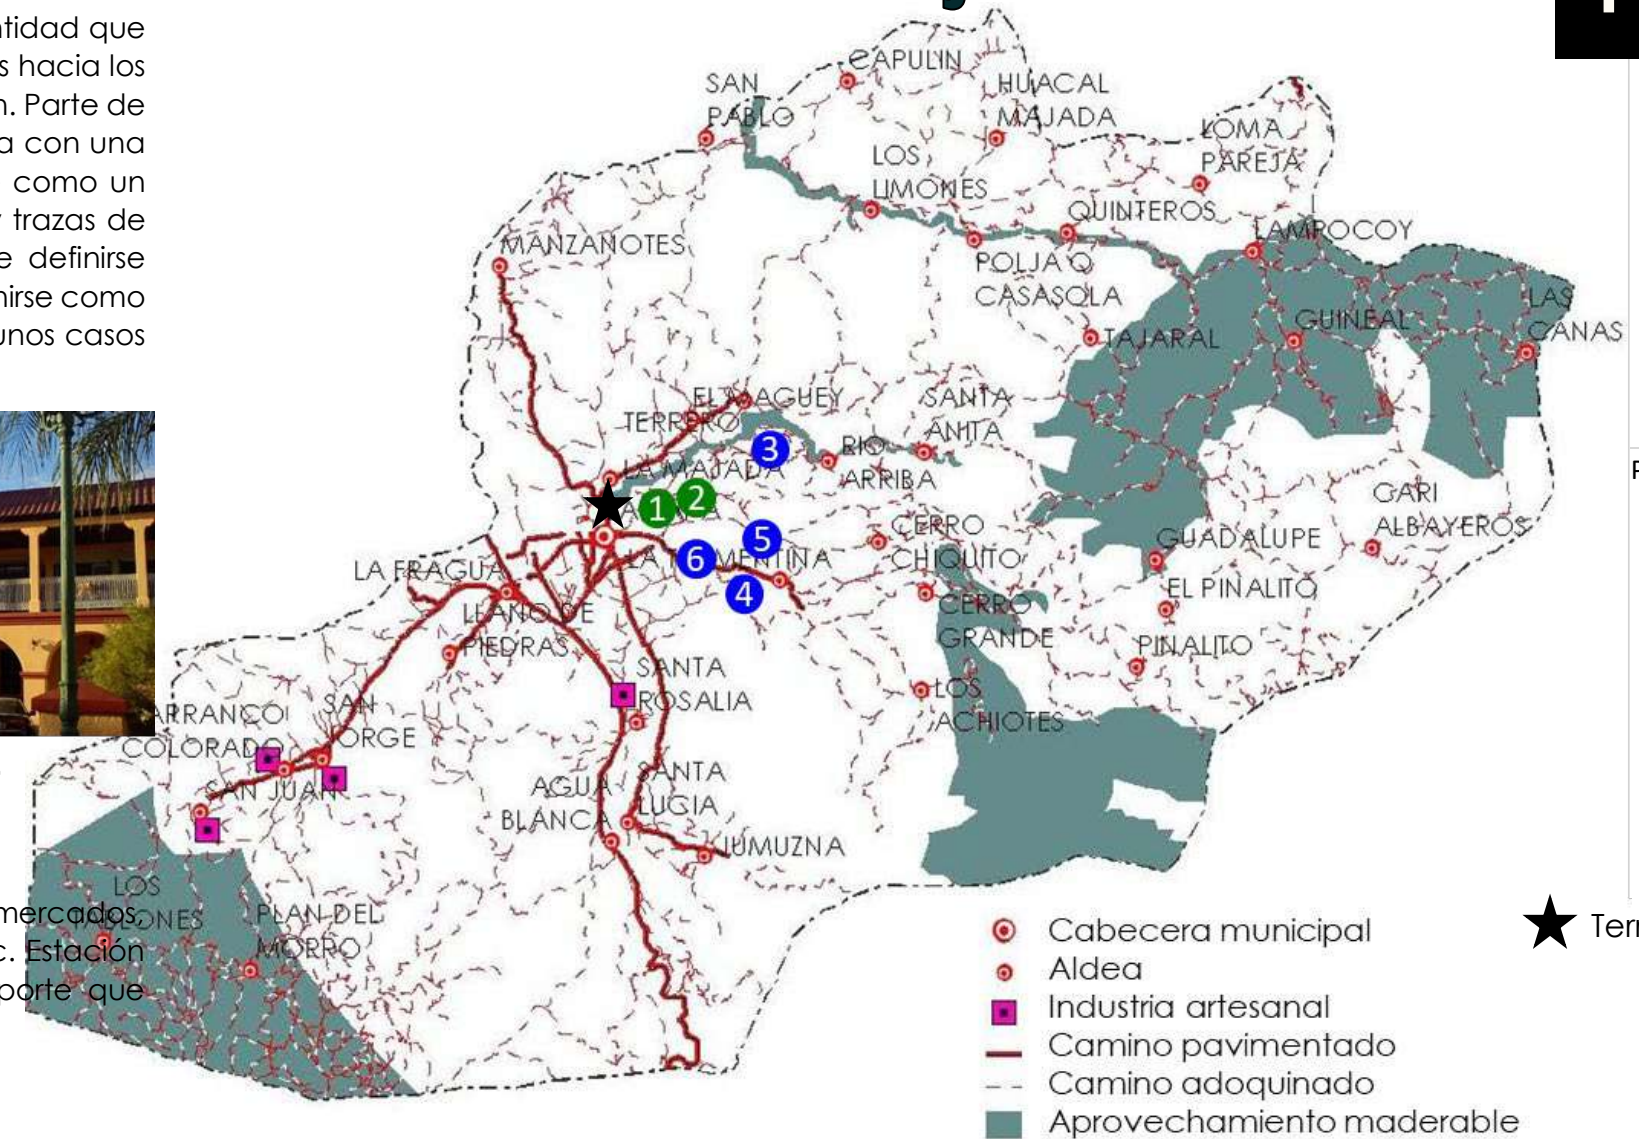 ntidad que
s hacia los
n. Parte de
a con una
como un
trazas de
e definirse
nirse como
unos casos
CAPULIN
SAN
PABLO
HUACAL
MAJADA
LOMA
PAREJA
LOS
LIMONES
QUINTEROS
LAMPOCOY
MANZANOTES
POLJA O
CASASOLA
LAS
CANAS
GUINEAL
TAJARAL
EL MAGUEY
TERRERO
SANTA
ANITA
3
RIO
ARRIBA
LA MAJADA
1
2
GARI
ALBAYEROS
CERRO
CHIQUITO
5
GUADALUPE
6
LA FRAGUA
4
EL PINALITO
LLANO DE
PIEDRAS
CERRO
GRANDE
PINALITO
SANTA
ROSALIA
LOS
ACHIOTES
SAN
JORGE
ARRANCO
COLORADO
SAN JUAN
AGUA
BLANCA
SANTA
LUCIA
JUMUZNA
LOS
TABLONES
PLAN DEL
MORRO
mercados,
c. Estación
porte que
Cabecera municipal
Aldea
Industria artesanal
Camino pavimentado
Camino adoquinado
Aprovechamiento maderable
Terr